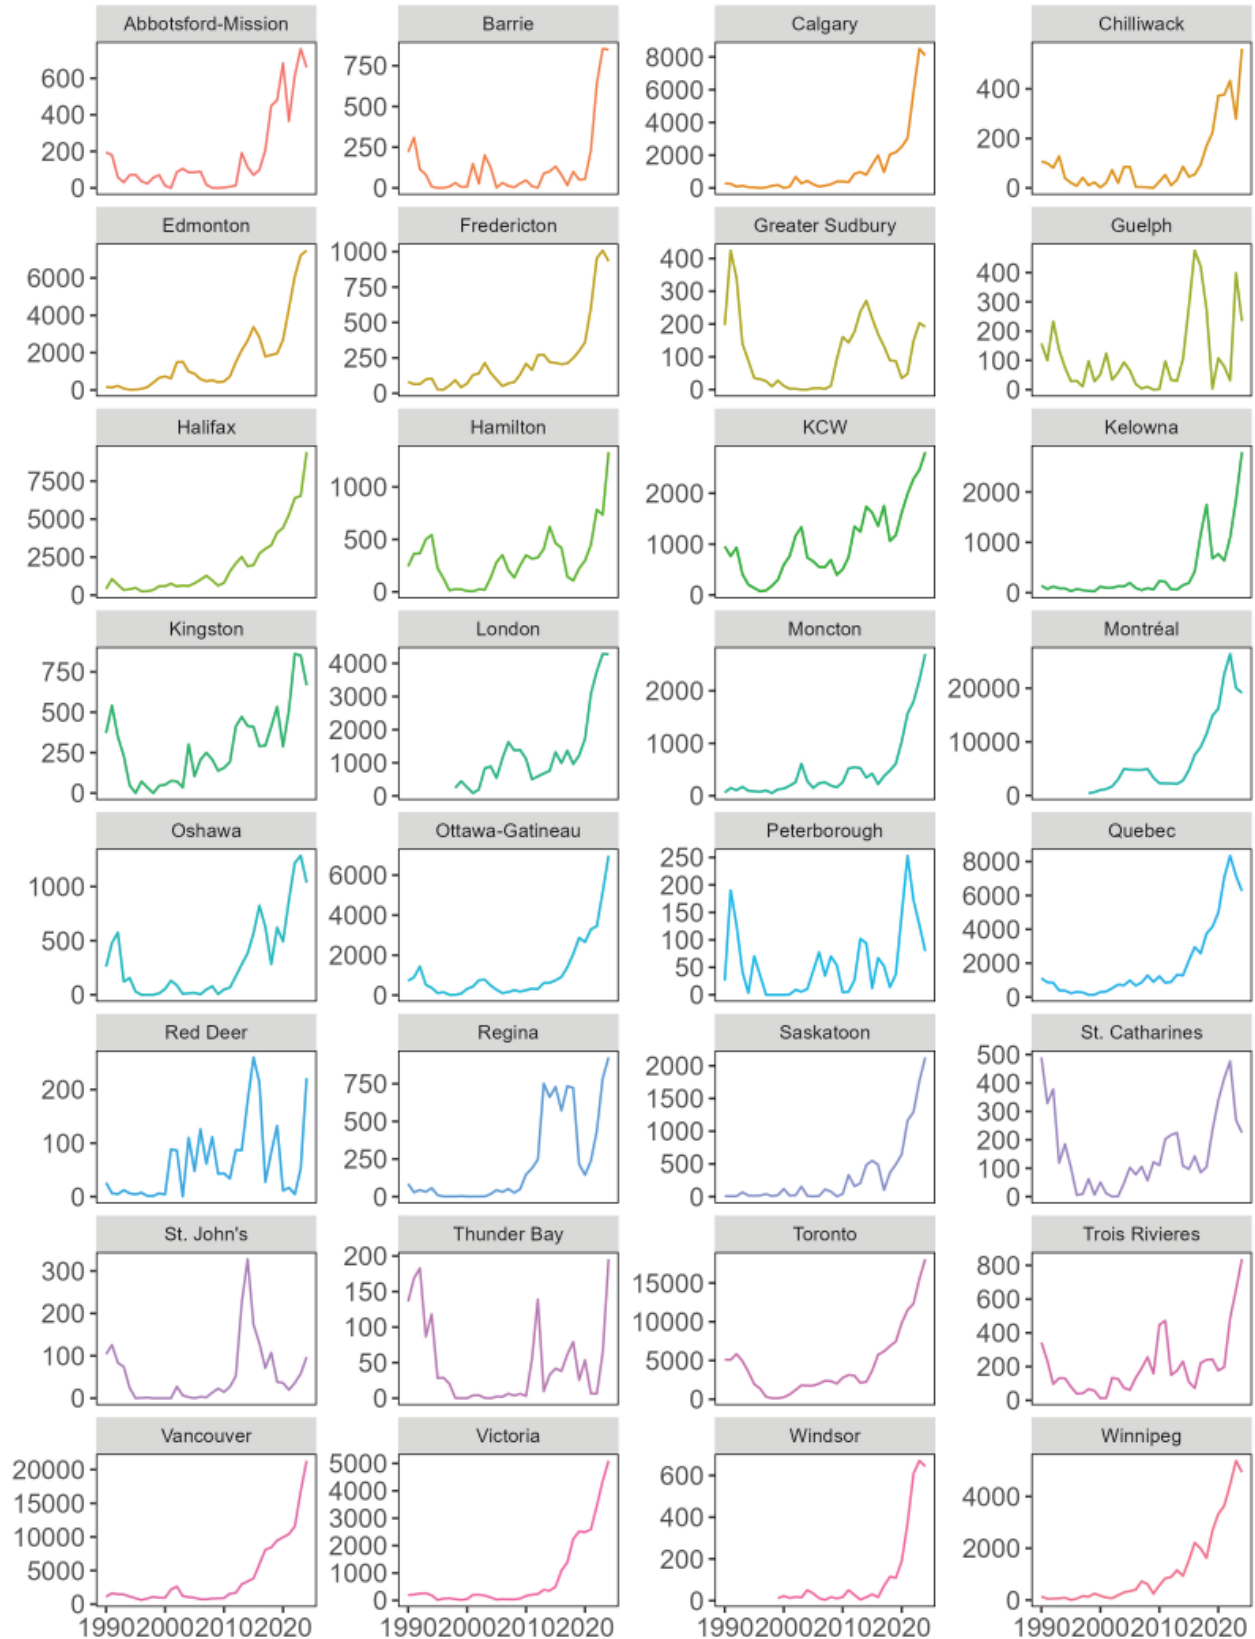 Abbotsford-Mission Barrie Calgary Chilliwack
600 400 200 0
750 500 250 0
8000 6000 4000 2000 0
400 200 0
Edmonton Fredericton Greater Sudbury Guelph
6000 4000 2000 0
1000 750 500 250 0
400 300 200 100 0
400 300 200 100 0
Halifax Hamilton KCW Kelowna
7500 5000 2500 0
1000 500 0
2000 1000 0
2000 1000 0
Kingston London Moncton Montréal
750 500 250 0
4000 3000 2000 1000 0
2000 1000 0
20000 10000 0
Oshawa Ottawa-Gatineau Peterborough Quebec
1000 500 0
6000 4000 2000 0
250 200 150 100 50 0
8000 6000 4000 2000 0
Red Deer Regina Saskatoon St. Catharines
200 100 0
750 500 250 0
2000 1500 1000 500 0
500 400 300 200 100 0
St. John's Thunder Bay Toronto Trois Rivieres
300 200 100 0
200 150 100 50 0
15000 10000 5000 0
800 600 400 200 0
Vancouver Victoria Windsor Winnipeg
20000 15000 10000 5000 0
5000 4000 3000 2000 1000 0
600 400 200 0
4000 2000 0
1990 2000 2010 2020 1990 2000 2010 2020 1990 2000 2010 2020 1990 2000 2010 2020